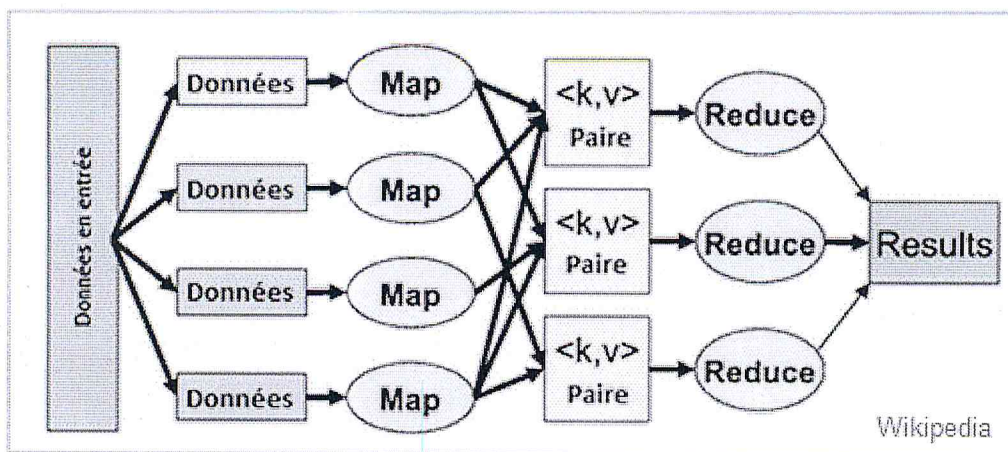 Données en entrée
Données
Map
Données
Map
Données
Map
Données
Map
<k,v>
Paire
<k,v>
Paire
<k,v>
Paire
Reduce
Reduce
Reduce
Results
Wikipedia